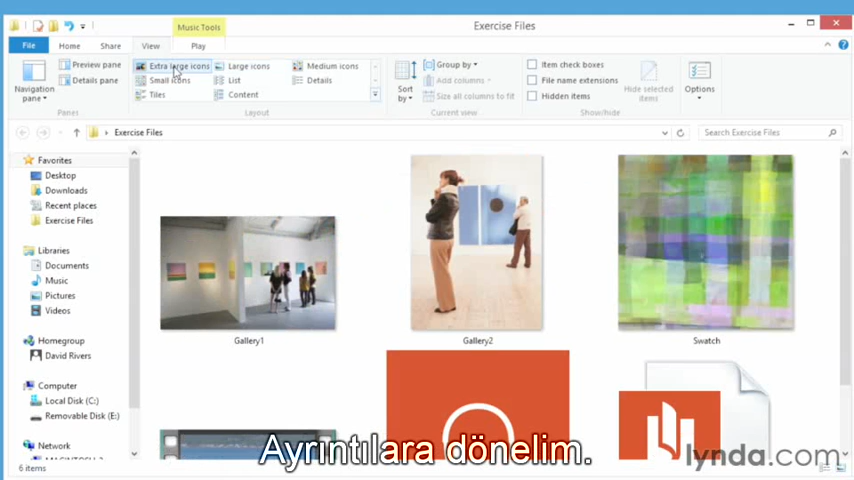 Music Tools
Exercise Files
File
Home
Share
View
Play
Preview pane
Details pane
Navigation pane
Panes
Extra large icons
Large icons
Medium icons
Small icons
List
Details
Tiles
Content
Layout
Sort by
Group by
Add columns
Size all columns to fit
Current view
Item check boxes
File name extensions
Hidden items
Hide selected items
Show/hide
Options
Exercise Files
Search Exercise Files
Favorites
Desktop
Downloads
Recent places
Exercise Files
Libraries
Documents
Music
Pictures
Videos
Homegroup
David Rivers
Computer
Local Disk (C:)
Removable Disk (E:)
Network
Gallery1
Gallery2
Swatch
Ayrıntılara dönelim.
lynda.com
6 items